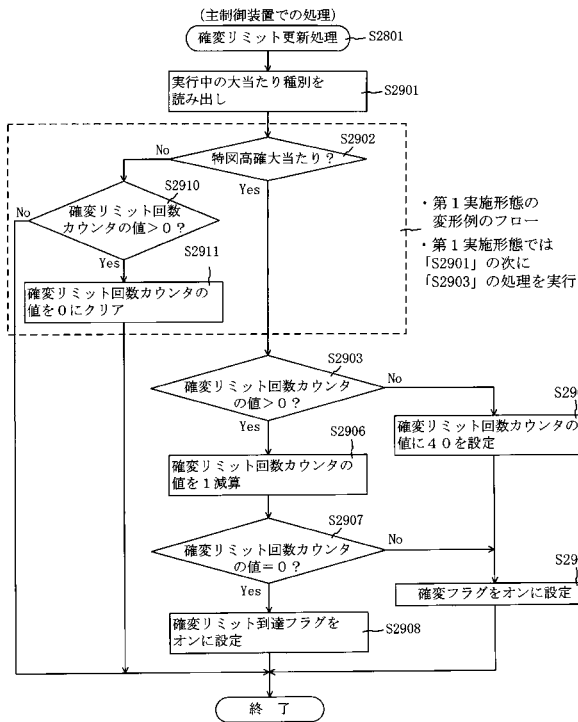 (主制御装置での処理)
確変リミット更新処理
S2801
実行中の大当たり種別を
読み出し
S2901
S2902
特図高確大当たり?
No
Yes
S2910
No
確変リミット回数
カウンタの値>0?
Yes
S2911
確変リミット回数カウンタの
値を0にクリア
・第1実施形態の
変形例のフロー
・第1実施形態では
「S2901」の次に
「S2903」の処理を実行
S2903
確変リミット回数カウンタ
の値>0?
No
Yes
確変リミット回数カウンタの
値に40を設定
S2906
確変リミット回数カウンタの
値を1減算
S2907
確変リミット回数カウンタ
の値=0?
No
Yes
確変フラグをオンに設定
確変リミット到達フラグを
オンに設定
S2908
終了